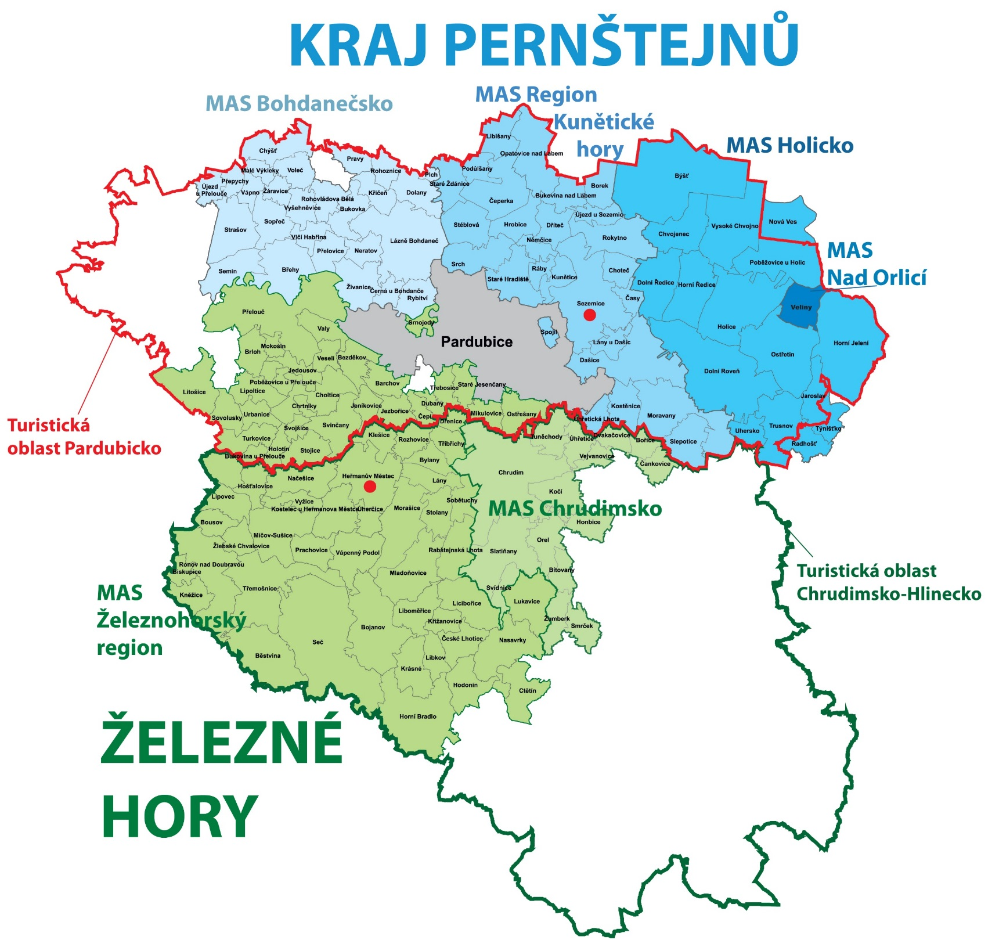 KRAJ PERNŠTEJNŮ
MAS Bohdanečsko
MAS Region
Kunětické
hory
MAS Holicko
MAS
Nad Orlicí
Turistická
oblast Pardubicko
Turistická oblast
Chrudimsko-Hlinecko
MAS Chrudimsko
MAS
Železnohorský
region
ŽELEZNÉ
HORY
Chýšť
Pravy
Malé Výkleky
Voleč
Rohoznice
Přepychy
Újezd
u Přelouče
Vápno
Žáravice
Křičeň
Dolany
Plch
Rohovládova Bělá
Vyšehněvice
Bukovka
Sopřeč
Strašov
Vlčí Habřina
Lázně Bohdaneč
Přelovice
Neratov
Semín
Břehy
Živanice
Černá u Bohdanče
Rybitví
Libišany
Opatovice nad Labem
Podůlšany
Staré Ždánice
Borek
Bukovina nad Labem
Čeperka
Újezd u Sezemic
Stéblová
Hrobice
Dříteč
Němčice
Rokytno
Srch
Ráby
Kunětice
Staré Hradiště
Choteč
Časy
Sezemice
Spojil
Lány u Dašic
Dašice
Kostěnice
Moravany
Úhřetická Lhota
Slepotice
Býšť
Nová Ves
Vysoké Chvojno
Chvojenec
Poběžovice u Holic
Dolní Ředice
Horní Ředice
Veliny
Holice
Horní Jelení
Ostřetín
Dolní Roveň
Jaroslav
Trusnov
Uhersko
Týnišťko
Radhošť
Pardubice
Srnojedy
Přelouč
Valy
Mokošín
Brloh
Veselí
Bezděkov
Jedousov
Poběžovice u Přelouče
Barchov
Třebosice
Staré Jesenčany
Litošice
Lipoltice
Choltice
Chrtníky
Jeníkovice
Dubany
Jezbořice
Čepí
Dřenice
Mikulovice
Ostřešany
Sovolusky
Urbanice
Svojšice
Svinčany
Turkovice
Holotín
Stojice
Bukovina u Přelouče
Klešice
Rozhovice
Třibřichy
Tuněchody
Úhřetice
Dvakačovice
Bořice
Vejvanovice
Čankovice
Bylany
Načešice
Heřmanův Městec
Chrudim
Hošťalovice
Lány
Kočí
Lipovec
Vyžice
Kostelec u Heřmanova Městce
Úherčice
Morašice
Sobětuchy
Stolany
Bousov
Honbice
Míčov-Sušice
Orel
Žlebské Chvalovice
Prachovice
Vápenný Podol
Rabštejnská Lhota
Slatiňany
Ronov nad Doubravou
Biskupice
Mladoňovice
Bítovany
Kněžice
Třemošnice
Svídnice
Lukavice
Licibořice
Liboměřice
Křižanovice
Žumberk
Smrček
Bojanov
České Lhotice
Nasavrky
Seč
Běstvina
Libkov
Krásné
Hodonín
Ctětín
Horní Bradlo